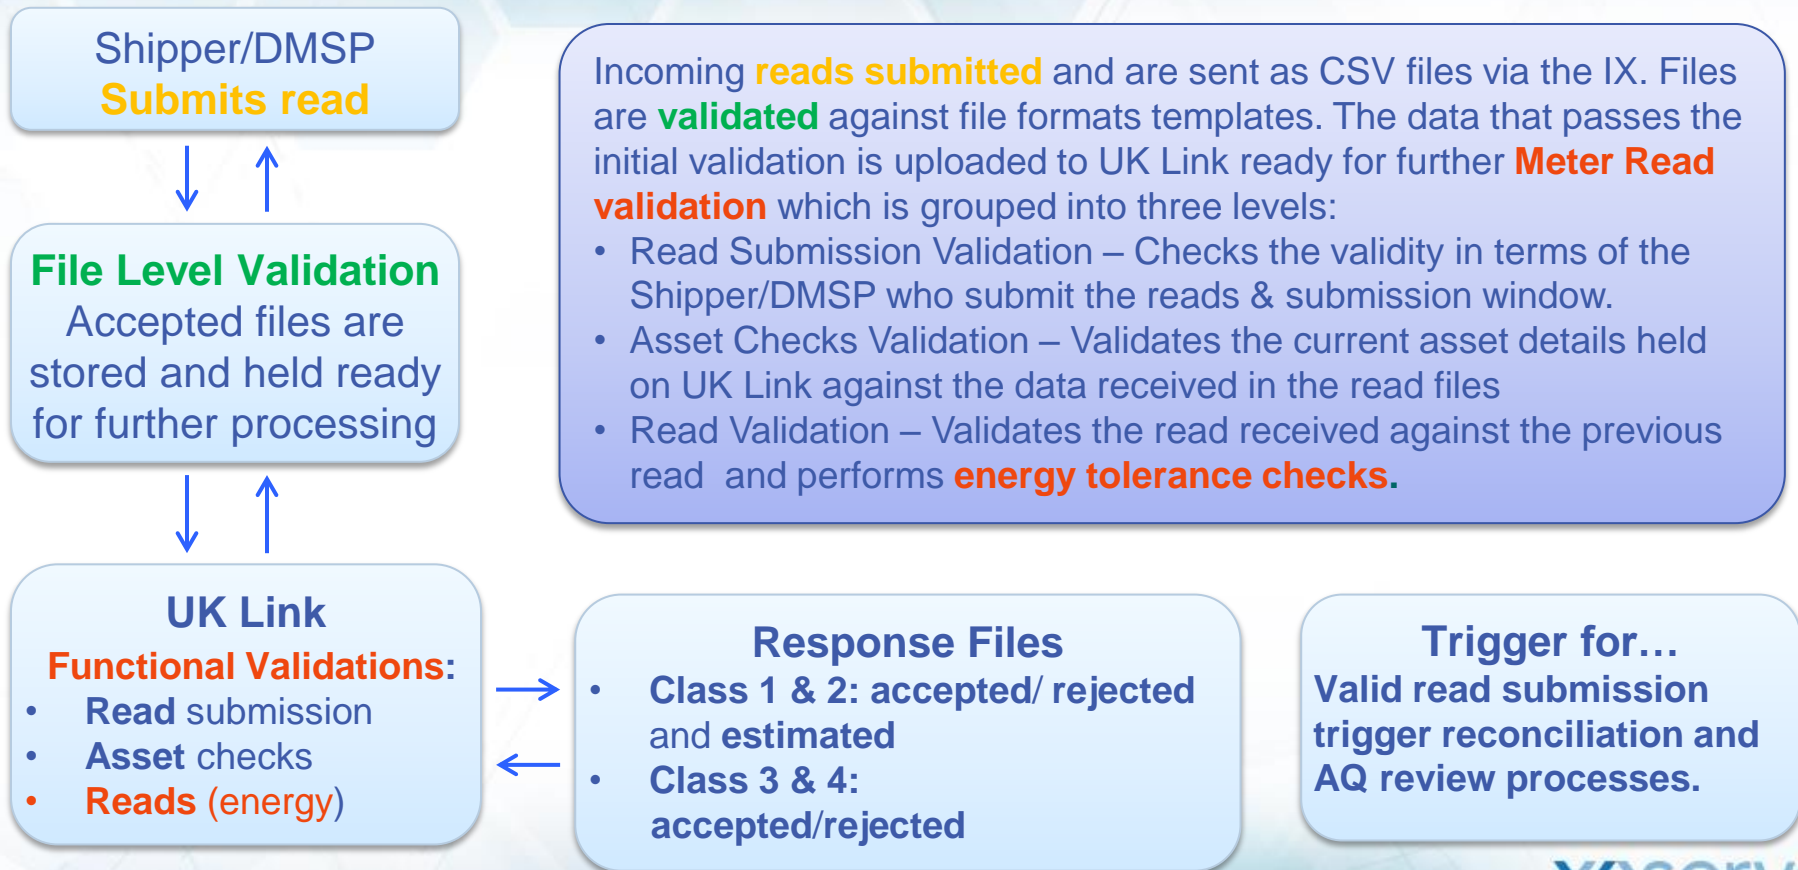 Shipper/DMSP
Submits read
Incoming reads submitted and are sent as CSV files via the IX. Files
are validated against file formats templates. The data that passes the
initial validation is uploaded to UK Link ready for further Meter Read
validation which is grouped into three levels:
• Read Submission Validation – Checks the validity in terms of the
Shipper/DMSP who submit the reads & submission window.
• Asset Checks Validation – Validates the current asset details held
on UK Link against the data received in the read files
• Read Validation – Validates the read received against the previous
read and performs energy tolerance checks.
File Level Validation
Accepted files are
stored and held ready
for further processing
UK Link
Functional Validations:
• Read submission
• Asset checks
• Reads (energy)
Response Files
• Class 1 & 2: accepted/ rejected
and estimated
• Class 3 & 4:
accepted/rejected
Trigger for…
Valid read submission
trigger reconciliation and
AQ review processes.